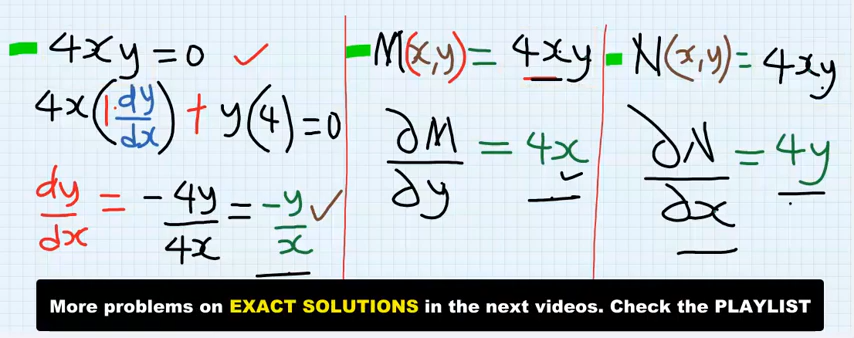 4xy = 0 ✓
4x(1·dy/dx) + y(4) = 0
dy/dx = -4y/4x = -y/x ✓
M(x,y) = 4xy
∂M/∂y = 4x
N(x,y) = 4xy
∂N/∂x = 4y
More problems on EXACT SOLUTIONS in the next videos. Check the PLAYLIST